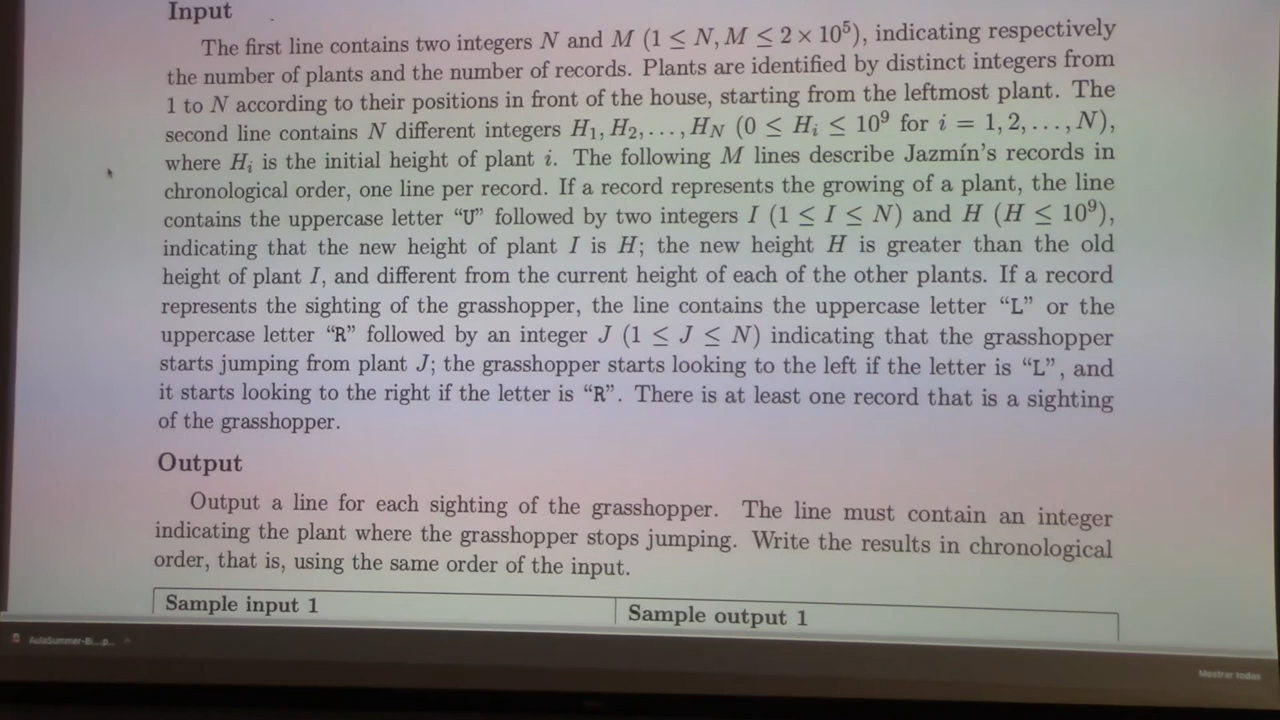 Input
The first line contains two integers N and M (1 ≤ N, M ≤ 2 × 10⁵), indicating respectively
the number of plants and the number of records. Plants are identified by distinct integers from
1 to N according to their positions in front of the house, starting from the leftmost plant. The
second line contains N different integers H₁, H₂, . . . , H_N (0 ≤ Hᵢ ≤ 10⁹ for i = 1, 2, . . . , N),
where Hᵢ is the initial height of plant i. The following M lines describe Jazmín's records in
chronological order, one line per record. If a record represents the growing of a plant, the line
contains the uppercase letter “U” followed by two integers I (1 ≤ I ≤ N) and H (H ≤ 10⁹),
indicating that the new height of plant I is H; the new height H is greater than the old
height of plant I, and different from the current height of each of the other plants. If a record
represents the sighting of the grasshopper, the line contains the uppercase letter “L” or the
uppercase letter “R” followed by an integer J (1 ≤ J ≤ N) indicating that the grasshopper
starts jumping from plant J; the grasshopper starts looking to the left if the letter is “L”, and
it starts looking to the right if the letter is “R”. There is at least one record that is a sighting
of the grasshopper.
Output
Output a line for each sighting of the grasshopper. The line must contain an integer
indicating the plant where the grasshopper stops jumping. Write the results in chronological
order, that is, using the same order of the input.
Sample input 1
Sample output 1
AulaSummer-Bi....p...
Mostrar todos